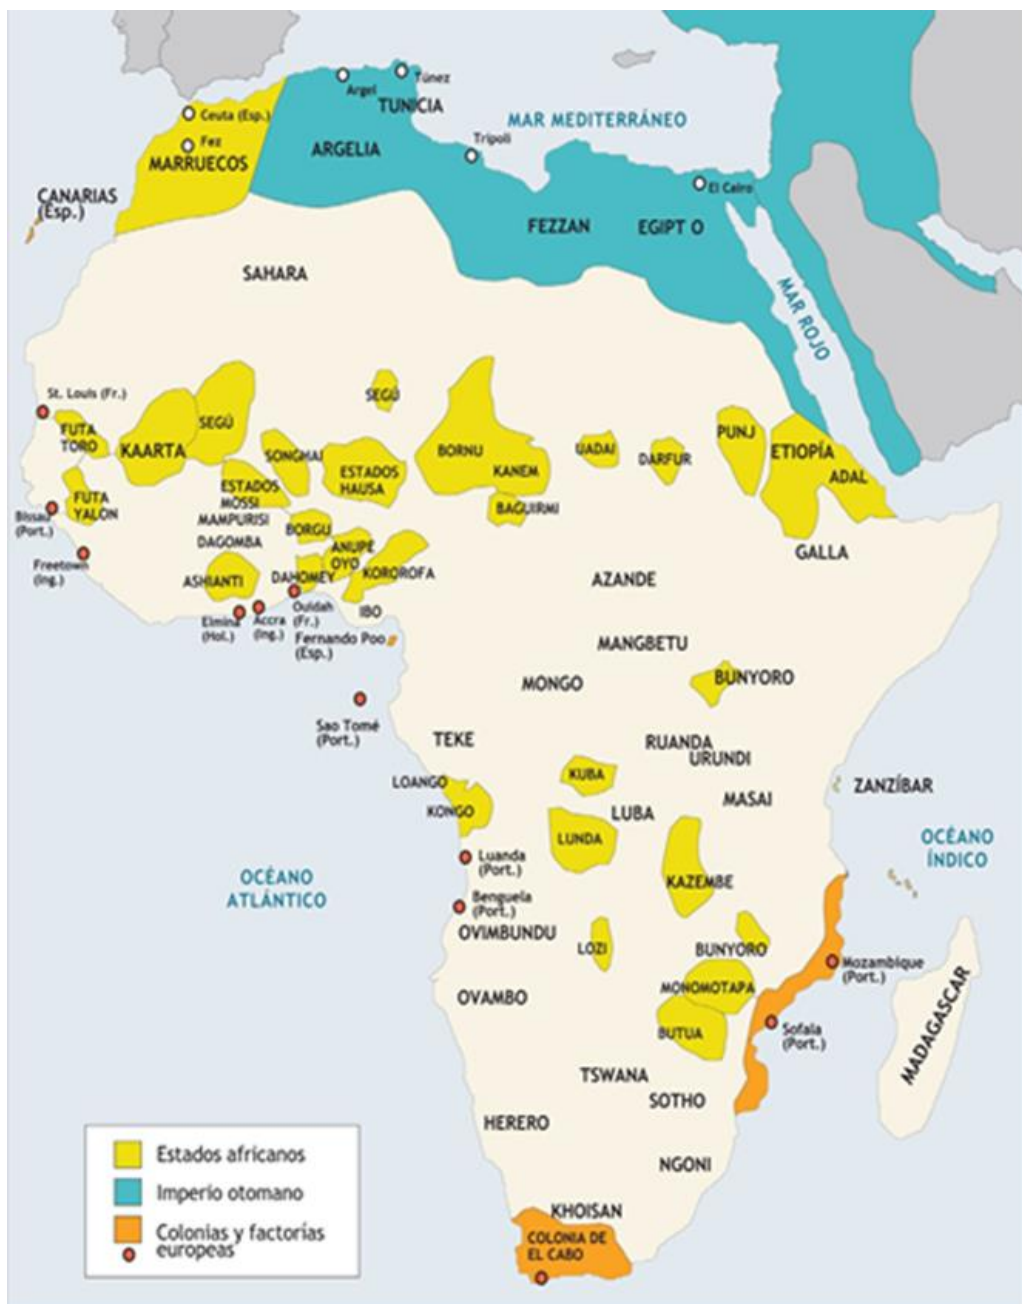 Argel
Túnez
TUNICIA
Ceuta (Esp.)
Fez
MARRUECOS
ARGELIA
MAR MEDITERRÁNEO
Trípoli
El Cairo
CANARIAS
(Esp.)
FEZZAN
EGIPT O
SAHARA
MAR ROJO
St. Louis (Fr.)
FUTA
TORO
KAARTA
SEGÚ
SEGÚ
SONGHAI
ESTADOS
HAUSA
BORNU
KANEM
UADAI
DARFUR
PUNJ
ETIOPÍA
ADAL
FUTA
YALON
ESTADOS
MOSSI
MAMPURISI
DAGOMBA
BORGU
BAGUIRMI
Bissau
(Port.)
Freetown
(Ing.)
ASHIANTI
DAHOMEY
ANUPE
OYO
KOROROFA
GALLA
AZANDE
Elmina
(Hol.)
Accra
(Ing.)
Ouidah
(Fr.)
IBO
Fernando Poo
(Esp.)
MANGBETU
MONGO
BUNYORO
Sao Tomé
(Port.)
TEKE
RUANDA
URUNDI
LOANGO
KONGO
KUBA
LUBA
MASAI
ZANZÍBAR
LUNDA
KAZEMBE
OCÉANO
ÍNDICO
OCÉANO
ATLÁNTICO
Luanda
(Port.)
Benguela
(Port.)
OVIMBUNDU
LOZI
BUNYORO
Mozambique
(Port.)
OVAMBO
MONOMOTAPA
BUTUA
Sofala
(Port.)
MADAGASCAR
TSWANA
SOTHO
HERERO
NGONI
KHOISAN
COLONIA DE
EL CABO
Estados africanos
Imperio otomano
Colonias y factorías
europeas